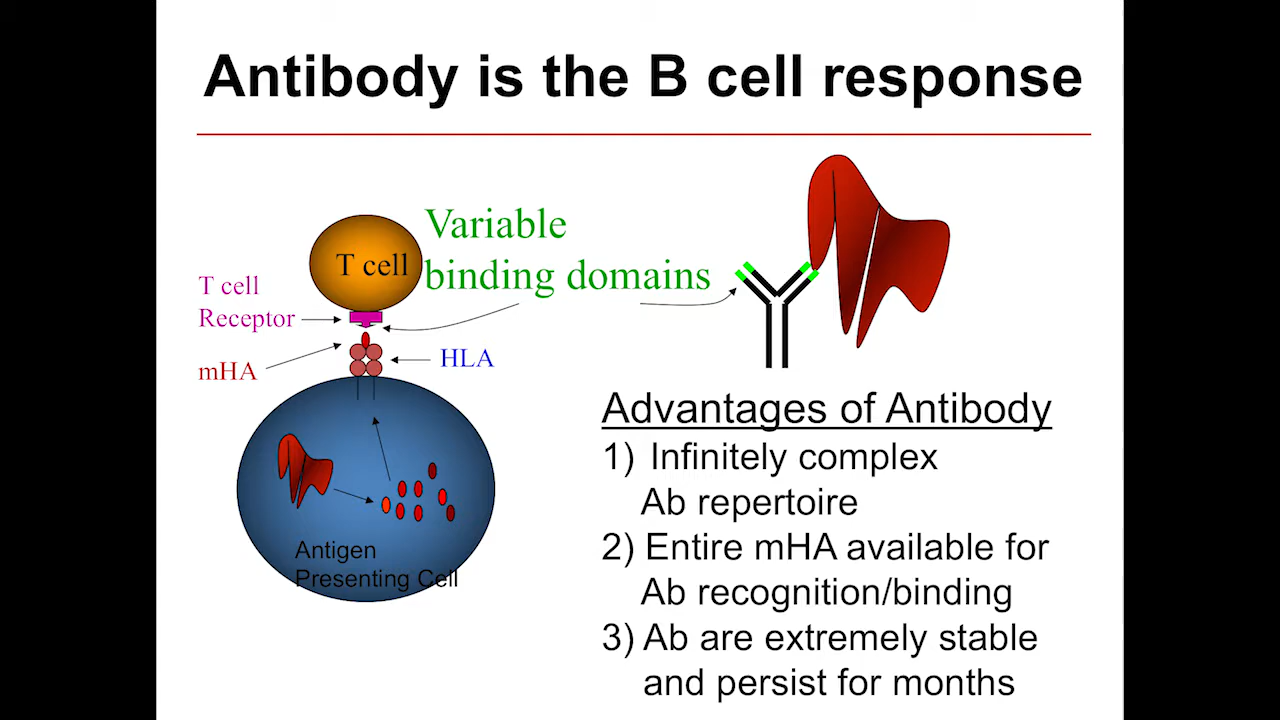 Antibody is the B cell response
Variable
binding domains
T cell
T cell
Receptor
mHA
HLA
Antigen
Presenting Cell
Advantages of Antibody
1) Infinitely complex
Ab repertoire
2) Entire mHA available for
Ab recognition/binding
3) Ab are extremely stable
and persist for months